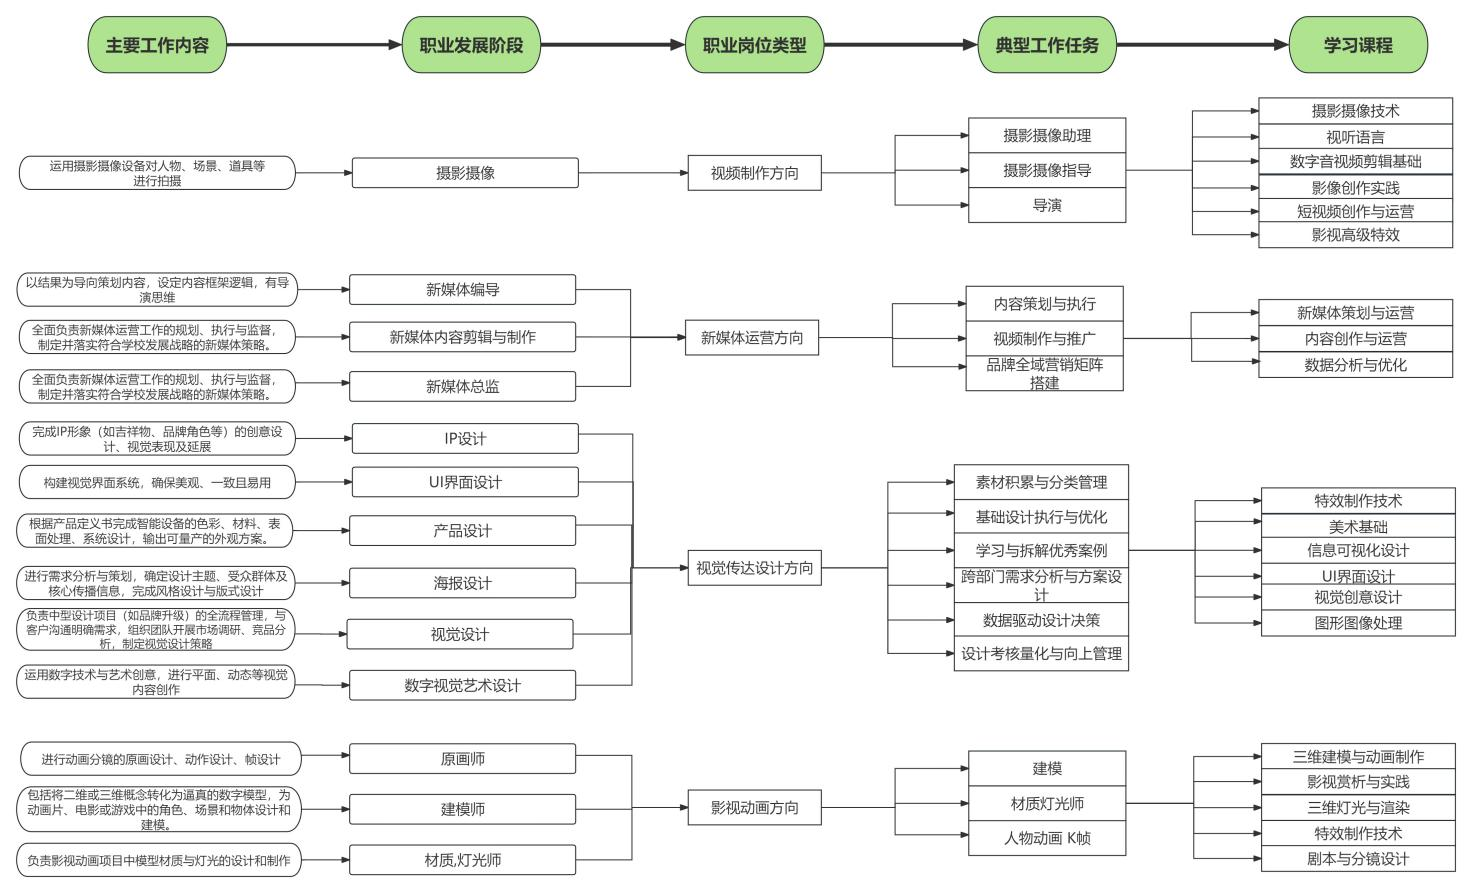 主要工作内容
职业发展阶段
职业岗位类型
典型工作任务
学习课程
运用摄影摄像设备对人物、场景、道具等
进行拍摄
摄影摄像
视频制作方向
摄影摄像助理
摄影摄像指导
导演
摄影摄像技术
视听语言
数字音视频剪辑基础
影像创作实践
短视频创作与运营
影视高级特效
以结果为导向策划内容，设定内容框架逻辑，有导
演思维
新媒体编导
全面负责新媒体运营工作的规划、执行与监督，
制定并落实符合学校发展战略的新媒体策略。
新媒体内容剪辑与制作
全面负责新媒体运营工作的规划、执行与监督，
制定并落实符合学校发展战略的新媒体策略。
新媒体总监
新媒体运营方向
内容策划与执行
视频制作与推广
品牌全域营销矩阵
搭建
新媒体策划与运营
内容创作与运营
数据分析与优化
完成IP形象（如吉祥物、品牌角色等）的创意设
计、视觉表现及延展
IP设计
构建视觉界面系统，确保美观、一致且易用
UI界面设计
根据产品定义书完成智能设备的色彩、材料、表
面处理、系统设计，输出可量产的外观方案。
产品设计
进行需求分析与策划，确定设计主题、受众群体及
核心传播信息，完成风格设计与版式设计
海报设计
负责中型设计项目（如品牌升级）的全流程管理，与
客户沟通明确需求，组织团队开展市场调研、竞品分
析，制定视觉设计策略
视觉设计
运用数字技术与艺术创意，进行平面、动态等视觉
内容创作
数字视觉艺术设计
视觉传达设计方向
素材积累与分类管理
基础设计执行与优化
学习与拆解优秀案例
跨部门需求分析与方案设
计
数据驱动设计决策
设计考核量化与向上管理
特效制作技术
美术基础
信息可视化设计
UI界面设计
视觉创意设计
图形图像处理
进行动画分镜的原画设计、动作设计、帧设计
原画师
包括将二维或三维概念转化为逼真的数字模型，为
动画片、电影或游戏中的角色、场景和物体设计和
建模。
建模师
负责影视动画项目中模型材质与灯光的设计和制作
材质,灯光师
影视动画方向
建模
材质灯光师
人物动画 K帧
三维建模与动画制作
影视赏析与实践
三维灯光与渲染
特效制作技术
剧本与分镜设计